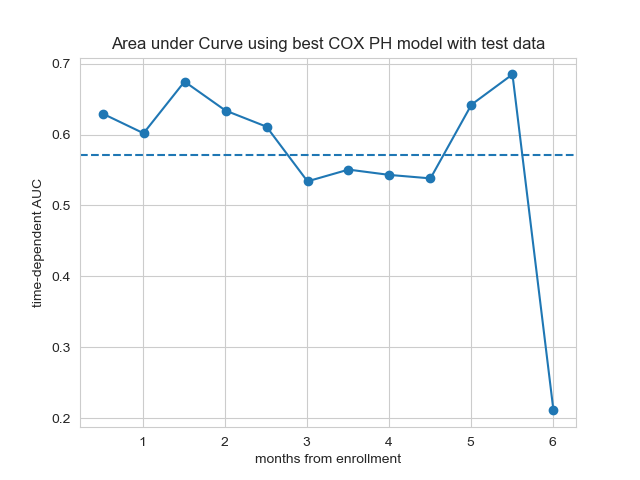 Area under Curve using best COX PH model with test data
time-dependent AUC
0.7
0.6
0.5
0.4
0.3
0.2
1 2 3 4 5 6
months from enrollment